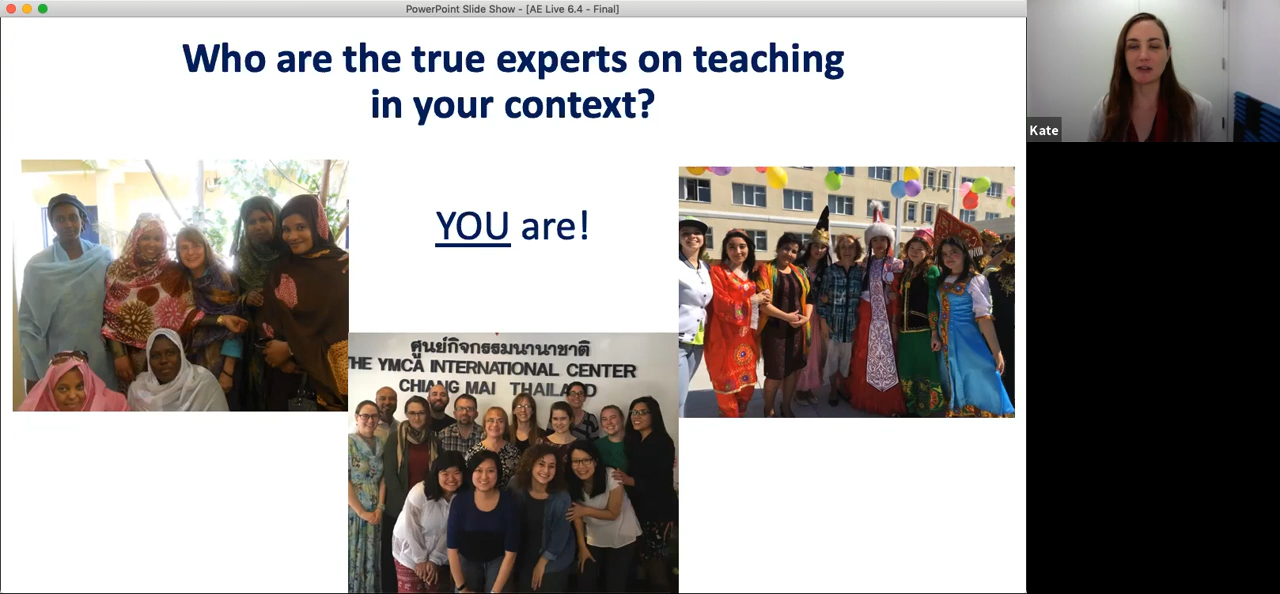 PowerPoint Slide Show - [AE Live 6.4 - Final]
Who are the true experts on teaching
in your context?
YOU are!
Kate
ศูนย์กิจกรรมนานาชาติ
THE YMCA INTERNATIONAL CENTER
CHIANG MAI THAILAND